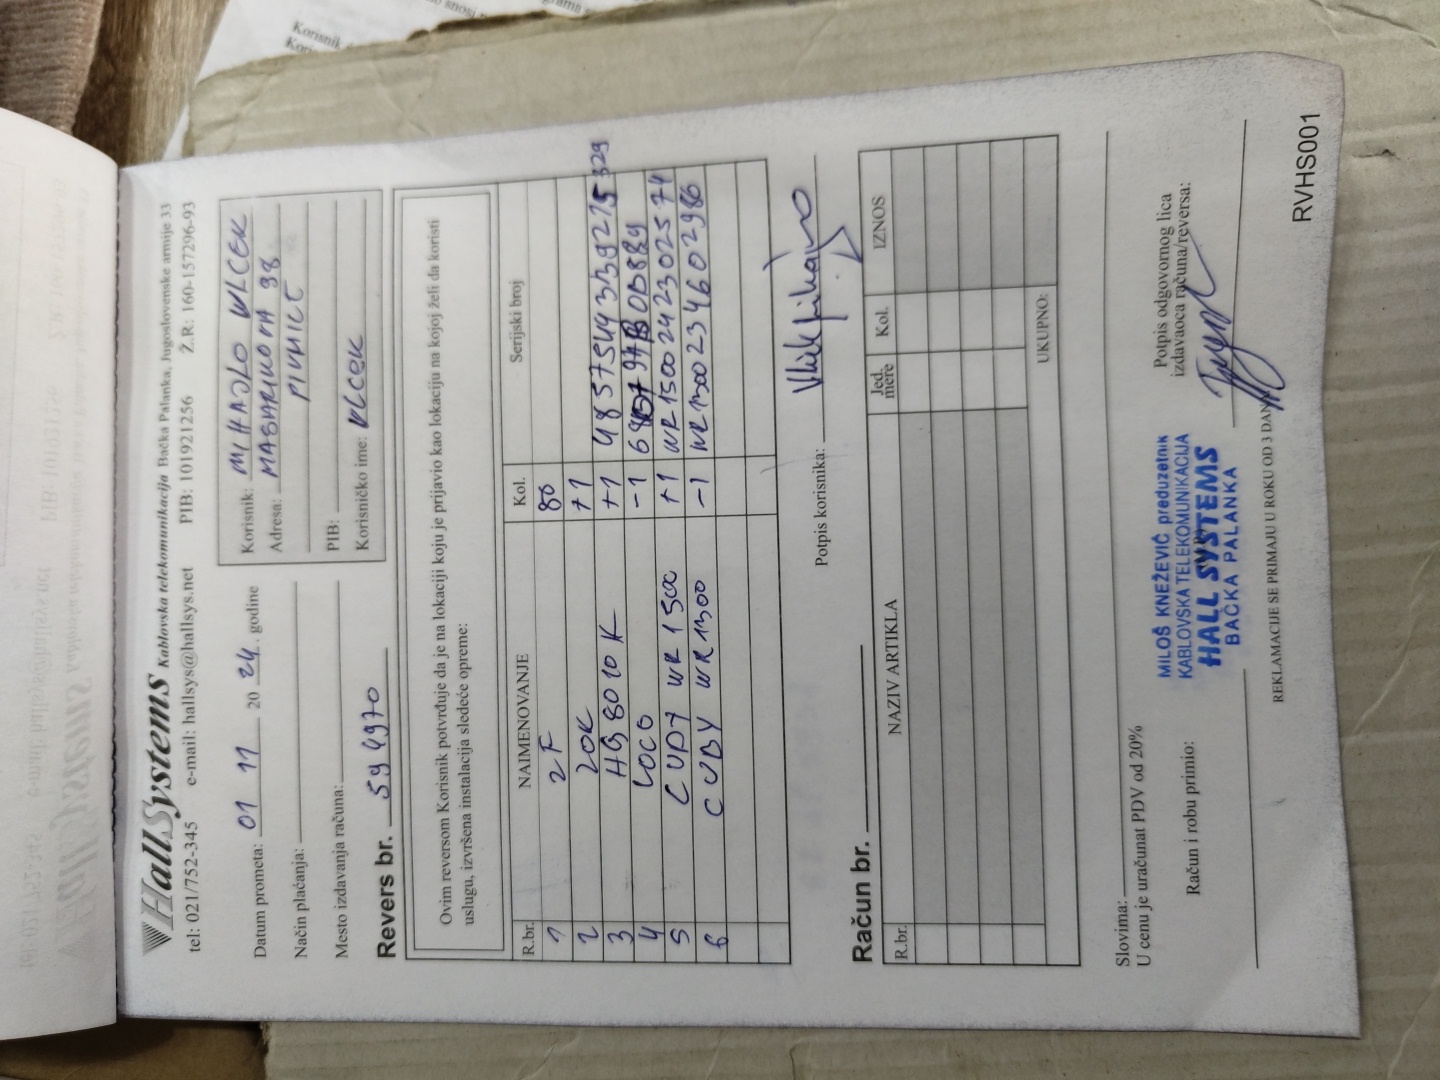 HallSystems Kablovska telekomunikacija Bačka Palanka, Jugoslovenske armije 33
tel: 021/752-345 e-mail: hallsys@hallsys.net PIB: 101921256 Ž.R: 160-157296-93
Datum prometa: 01 11 20 24. godine
Način plaćanja:
Mesto izdavanja računa:
Korisnik: MIHAJLO VLCEK
Adresa: MASARIKOVA 98
PIVNICE
PIB:
Korisničko ime: VLCEK
Revers br. 594970
Ovim reversom Korisnik potvrđuje da je na lokaciji koju je prijavio kao lokaciju na kojoj želi da koristi
uslugu, izvršena instalacija sledeće opreme:
R.br. NAIMENOVANJE Kol. Serijski broj
1 2F 80
2 20K +1
3 HG 8010K +1 4857544339215329
4 LOCO -1
5 CUDY WR 1500 +1 WR1500242302574
6 CUDY WR1300 -1 WR1300234602986
Potpis korisnika:
Račun br.
R.br. NAZIV ARTIKLA Jed. mere Kol. IZNOS
UKUPNO:
Slovima:
U cenu je uračunat PDV od 20%
Račun i robu primio:
MILOŠ KNEŽEVIĆ preduzetnik
KABLOVSKA TELEKOMUNIKACIJA
HALL SYSTEMS
BAČKA PALANKA
Potpis odgovornog lica
izdavaoca računa/reversa:
REKLAMACIJE SE PRIMAJU U ROKU OD 3 DANA
RVHS001